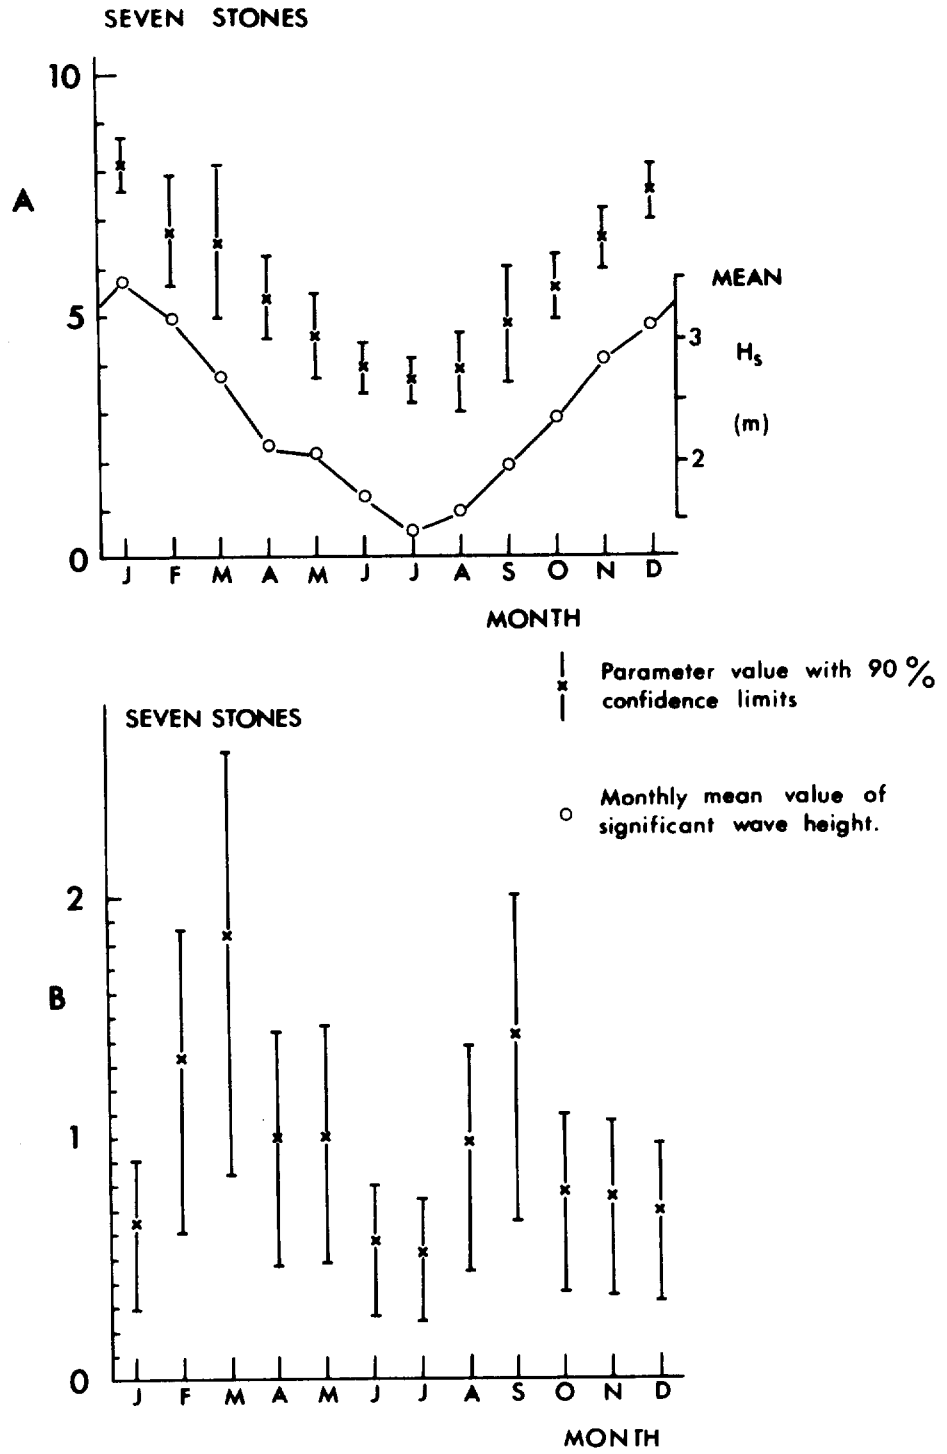 SEVEN STONES
10
A
MEAN
5
3
Hs
(m)
2
0
J F M A M J J A S O N D
MONTH
Parameter value with 90 %
confidence limits
SEVEN STONES
Monthly mean value of
significant wave height.
2
B
1
0
J F M A M J J A S O N D
MONTH